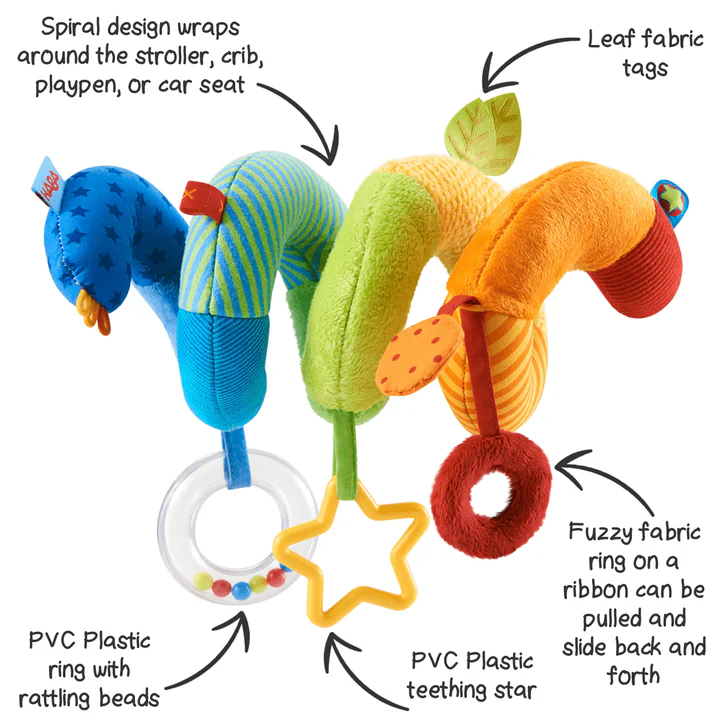 Spiral design wraps
around the stroller, crib,
playpen, or car seat
Leaf fabric
tags
HABA
Fuzzy fabric
ring on a
ribbon can be
pulled and
slide back and
forth
PVC Plastic
ring with
rattling beads
PVC Plastic
teething star